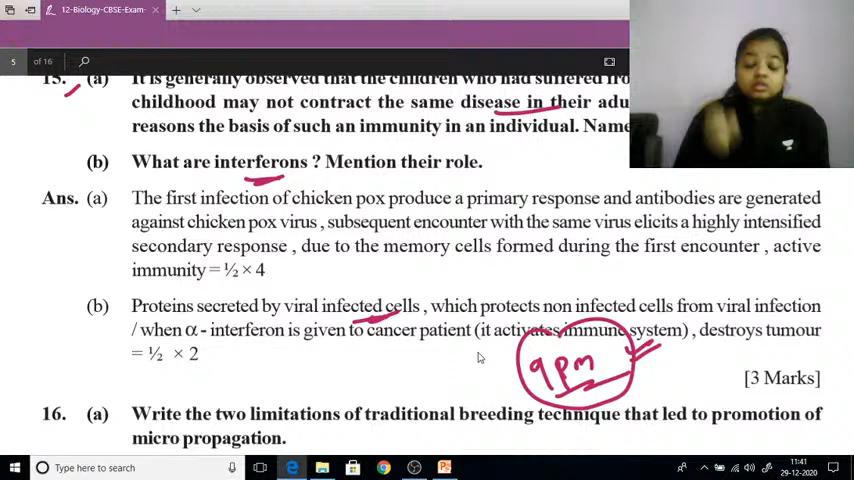 12-Biology-CBSE-Exam-
5 of 16
15. (a) It is generally observed that the children who had suffered from
childhood may not contract the same disease in their adu
reasons the basis of such an immunity in an individual. Name
(b) What are interferons ? Mention their role.
Ans. (a) The first infection of chicken pox produce a primary response and antibodies are generated
against chicken pox virus , subsequent encounter with the same virus elicits a highly intensified
secondary response , due to the memory cells formed during the first encounter , active
immunity = ½ × 4
(b) Proteins secreted by viral infected cells , which protects non infected cells from viral infection
/ when α - interferon is given to cancer patient (it activates immune system) , destroys tumour
= ½ × 2
9 pm
[3 Marks]
16. (a) Write the two limitations of traditional breeding technique that led to promotion of
micro propagation.
Type here to search
11:41
29-12-2020